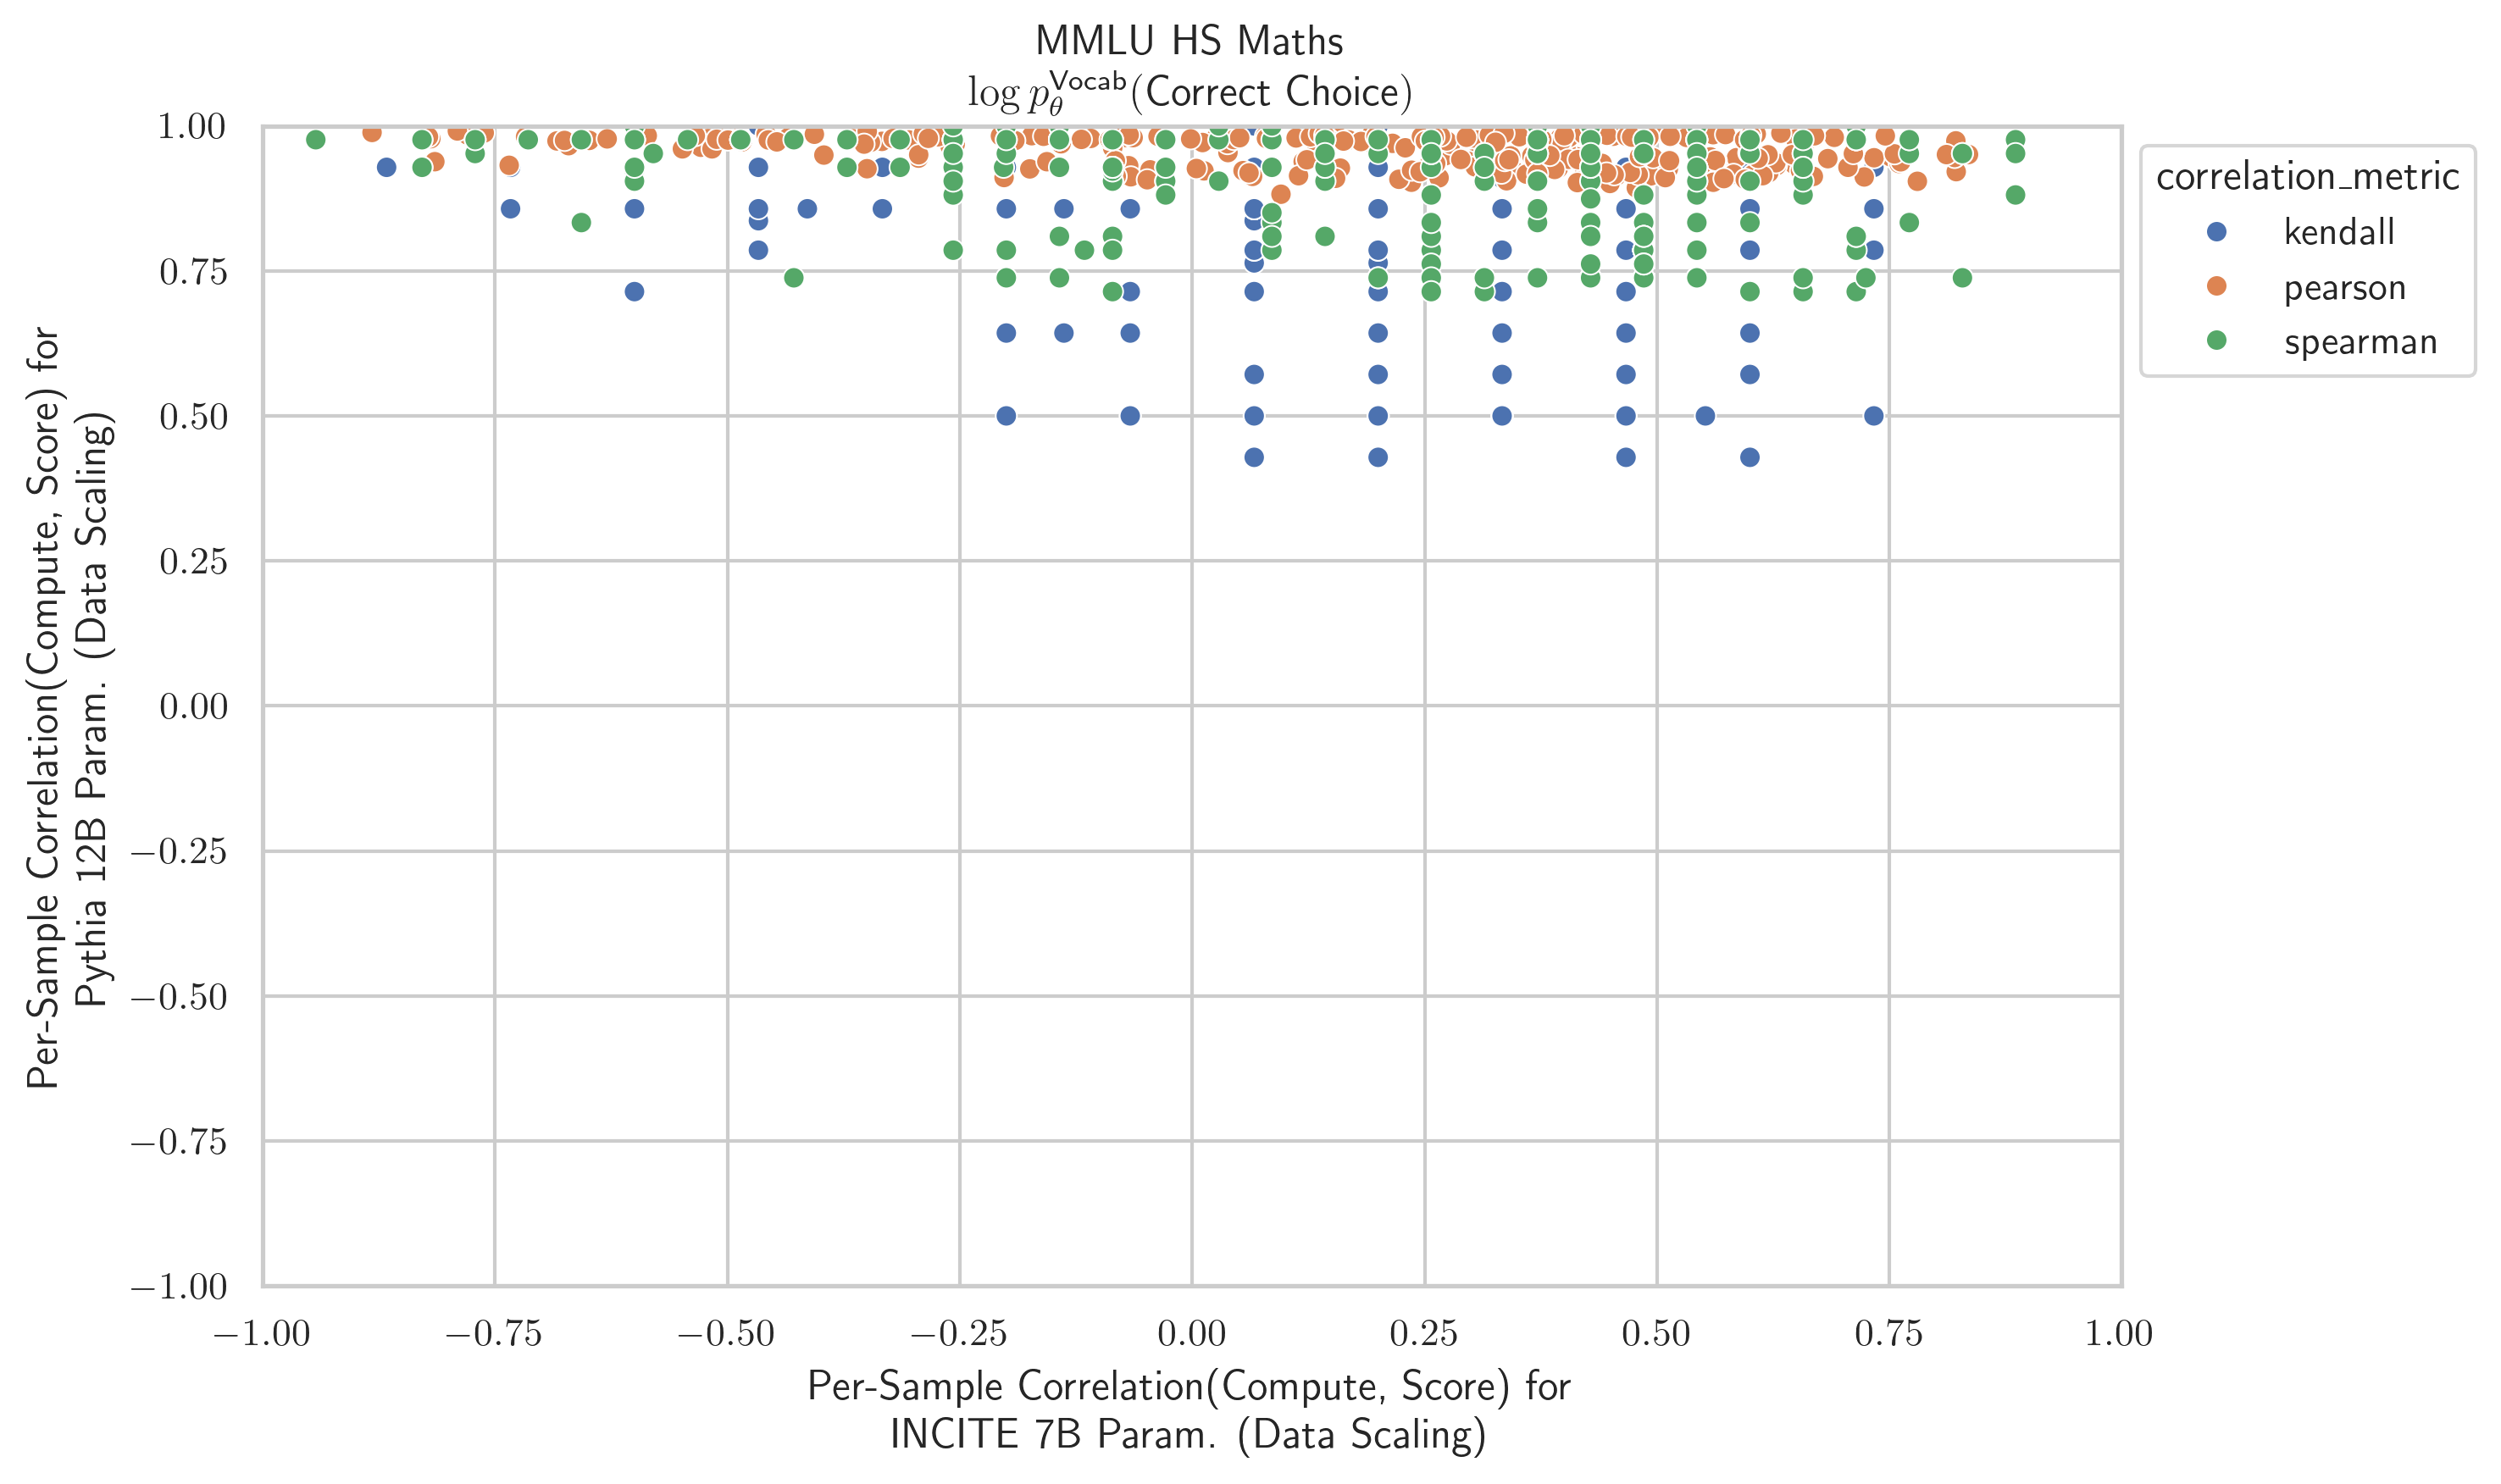 MMLU HS Maths
log p_θ^Vocab(Correct Choice)
1.00
0.75
0.50
0.25
0.00
−0.25
−0.50
−0.75
−1.00
Per-Sample Correlation(Compute, Score) for
Pythia 12B Param. (Data Scaling)
−1.00 −0.75 −0.50 −0.25 0.00 0.25 0.50 0.75 1.00
Per-Sample Correlation(Compute, Score) for
INCITE 7B Param. (Data Scaling)
correlation_metric
kendall
pearson
spearman